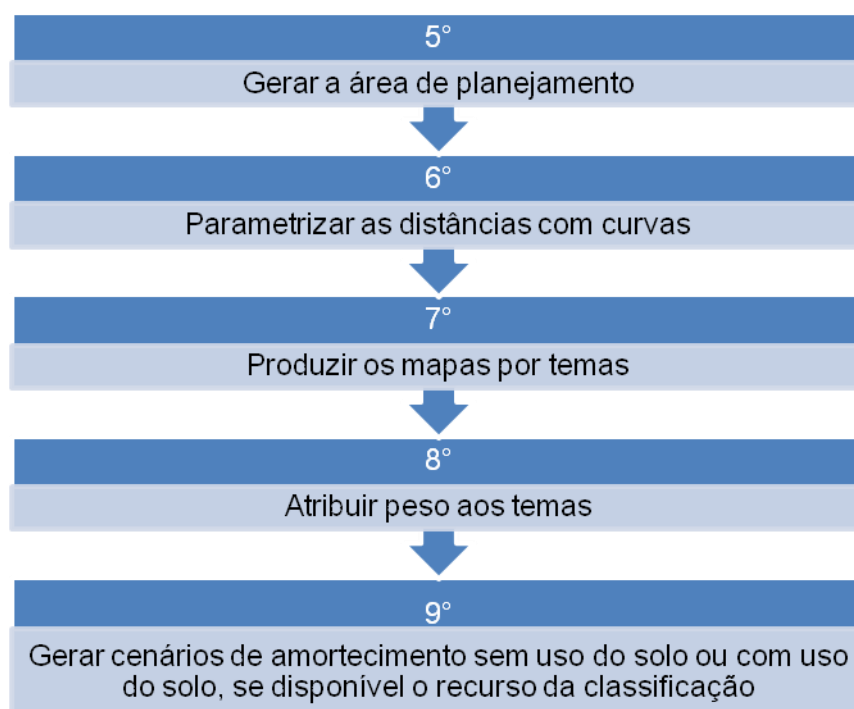 5°
Gerar a área de planejamento
6°
Parametrizar as distâncias com curvas
7°
Produzir os mapas por temas
8°
Atribuir peso aos temas
9°
Gerar cenários de amortecimento sem uso do solo ou com uso
do solo, se disponível o recurso da classificação